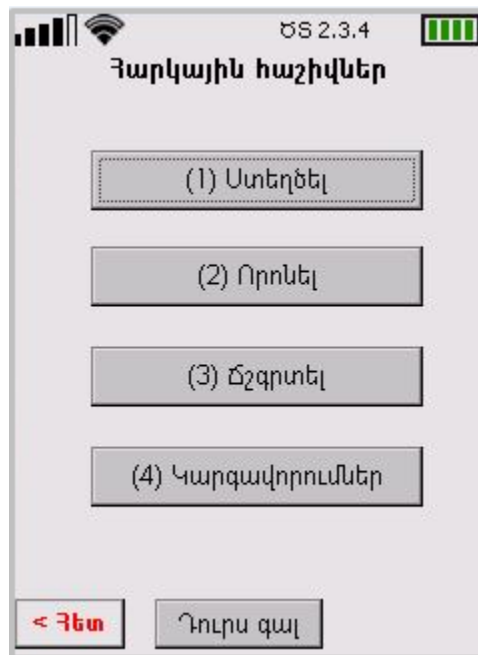 ԾՏ 2.3.4
Հարկային հաշիվներ
(1) Ստեղծել
(2) Որոնել
(3) Ճշգրտել
(4) Կարգավորումներ
< Հետ
Դուրս գալ